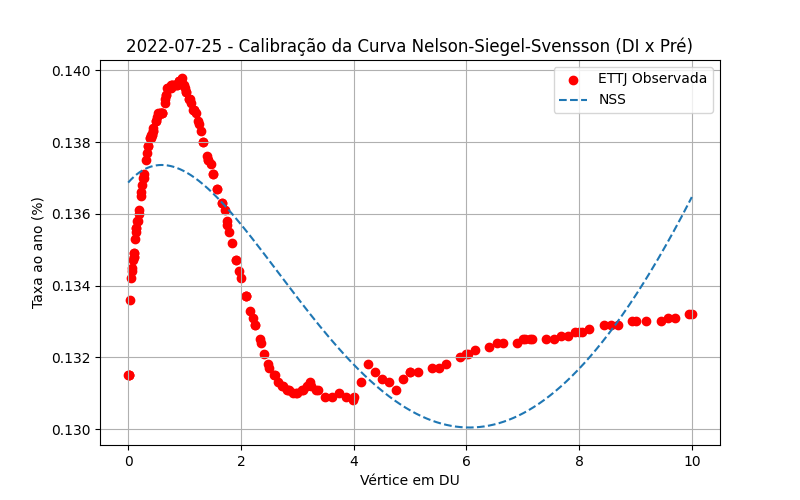 2022-07-25 - Calibração da Curva Nelson-Siegel-Svensson (DI x Pré)
ETTJ Observada
NSS
Taxa ao ano (%)
0.140
0.138
0.136
0.134
0.132
0.130
0
2
4
6
8
10
Vértice em DU